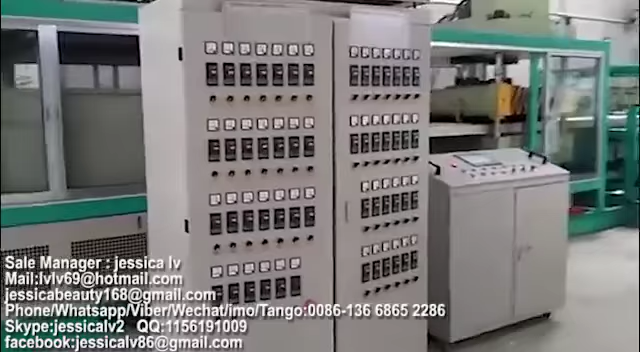 Sale Manager : jessica lv
Mail:lvlv69@hotmail.com
jessicabeauty168@gmail.com
Phone/Whatsapp/Viber/Wechat/imo/Tango:0086-136 6865 2286
Skype:jessicalv2 QQ:1156191009
facebook:jessicalv86@gmail.com